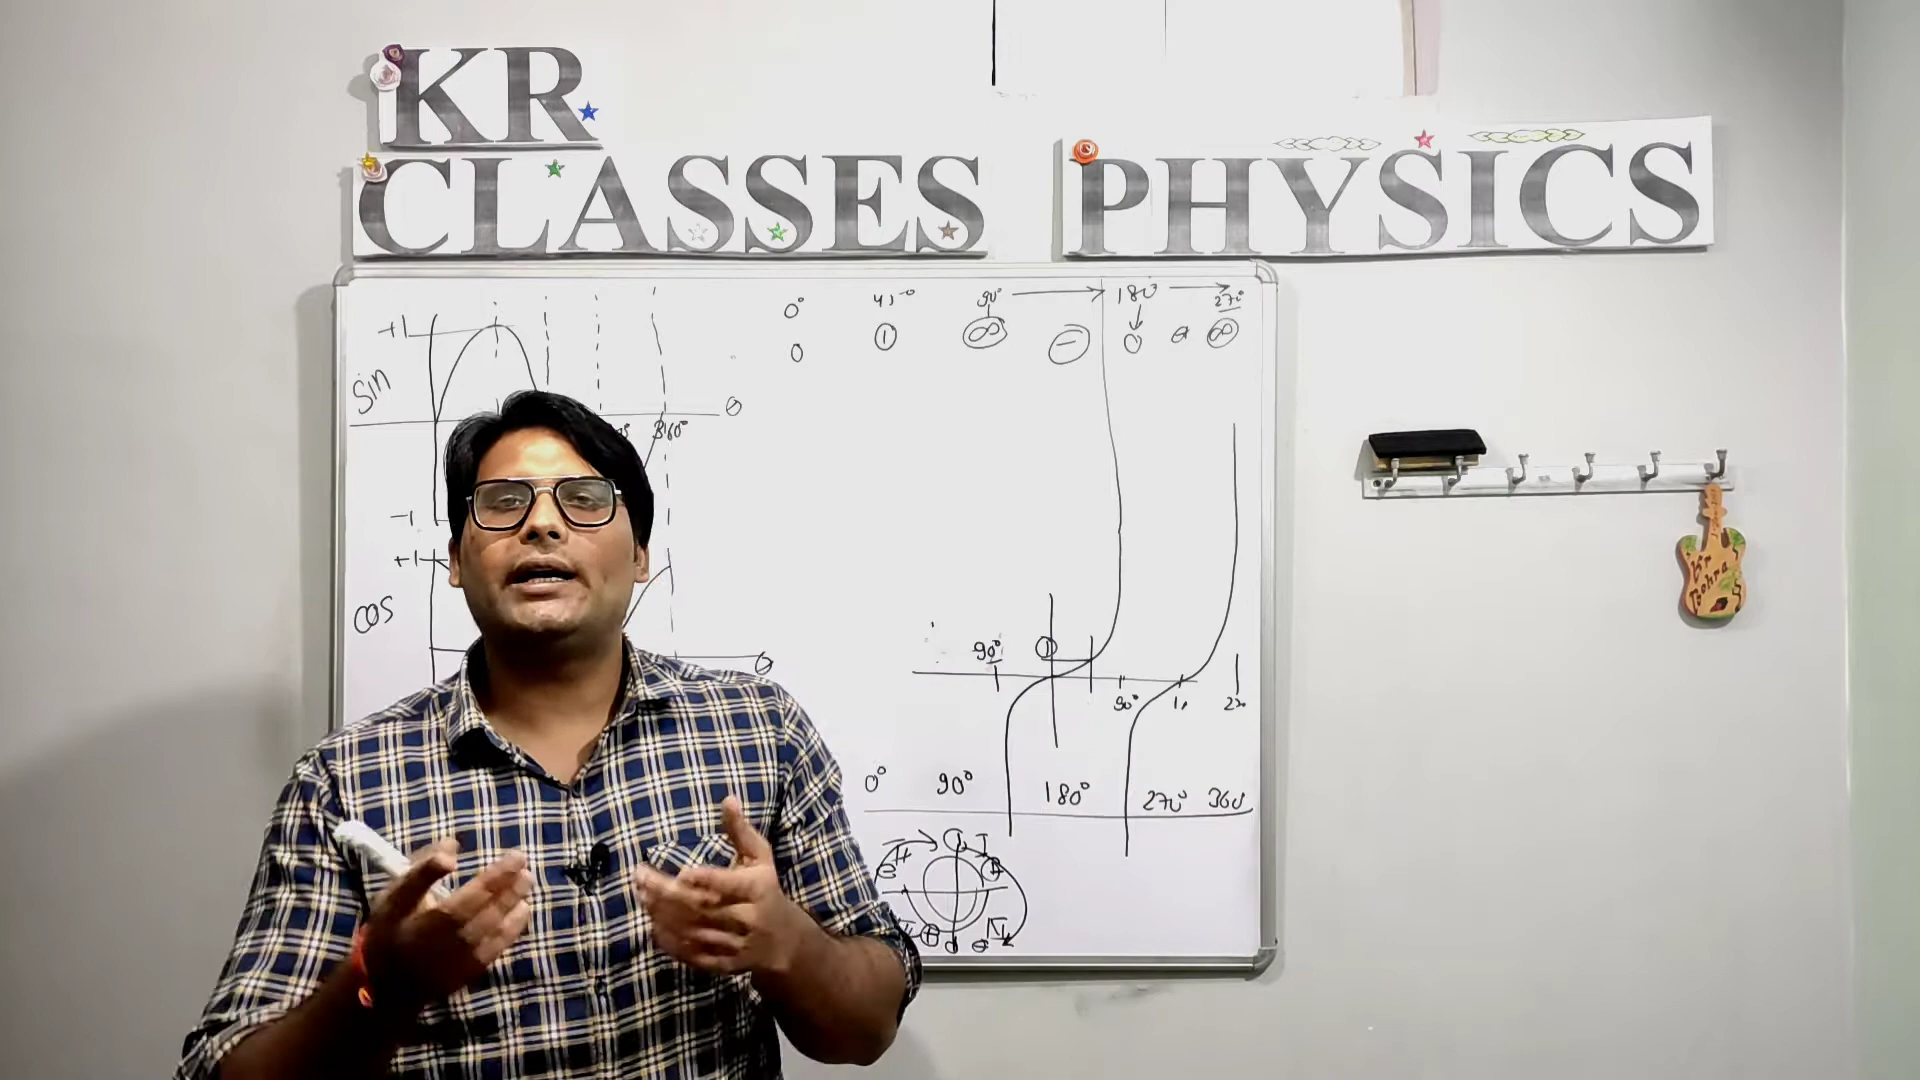 KR
CLASSES PHYSICS
0° 45° 90° 180° 270°
+1
0 1 ∞ − 0 ∞
Sin
θ
360°
−1
+1
cos
90° 1
θ
90°
0° 90° 180° 270° 360°
I
Kr